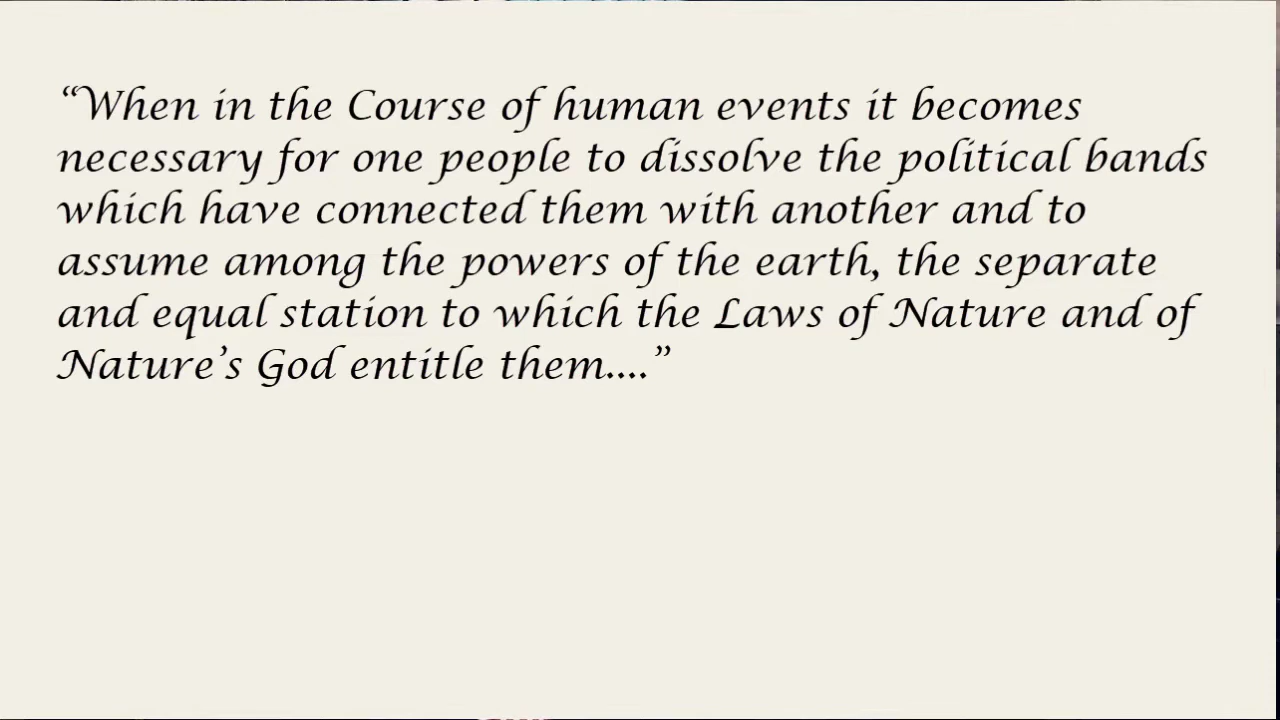 “When in the Course of human events it becomes
necessary for one people to dissolve the political bands
which have connected them with another and to
assume among the powers of the earth, the separate
and equal station to which the Laws of Nature and of
Nature’s God entitle them....”